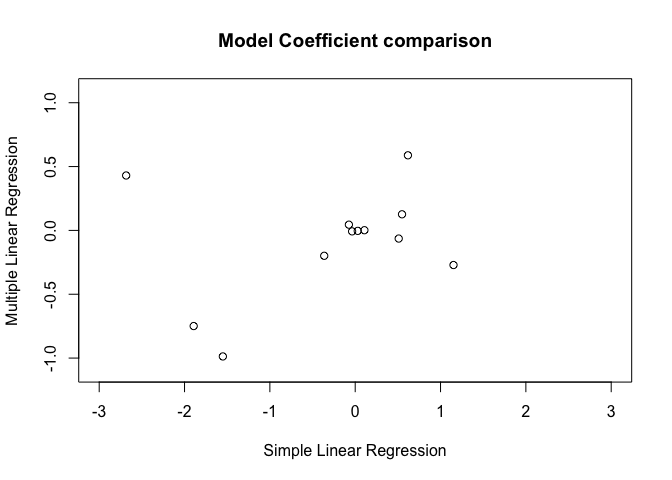 Model Coefficient comparison
Multiple Linear Regression
1.0
0.5
0.0
-0.5
-1.0
-3 -2 -1 0 1 2 3
Simple Linear Regression